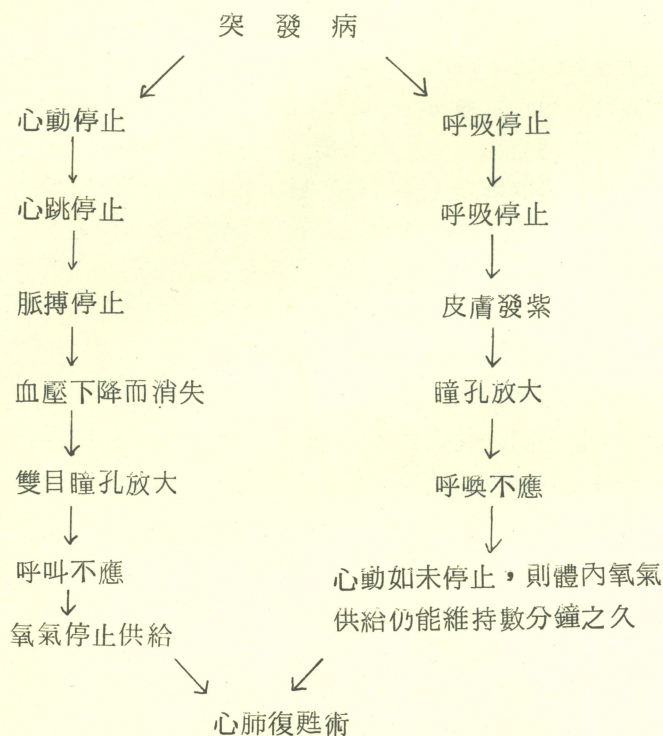 突發病
心動停止
心跳停止
脈搏停止
血壓下降而消失
雙目瞳孔放大
呼叫不應
氧氣停止供給
呼吸停止
呼吸停止
皮膚發紫
瞳孔放大
呼喚不應
心動如未停止，則體內氧氣
供給仍能維持數分鐘之久
心肺復甦術